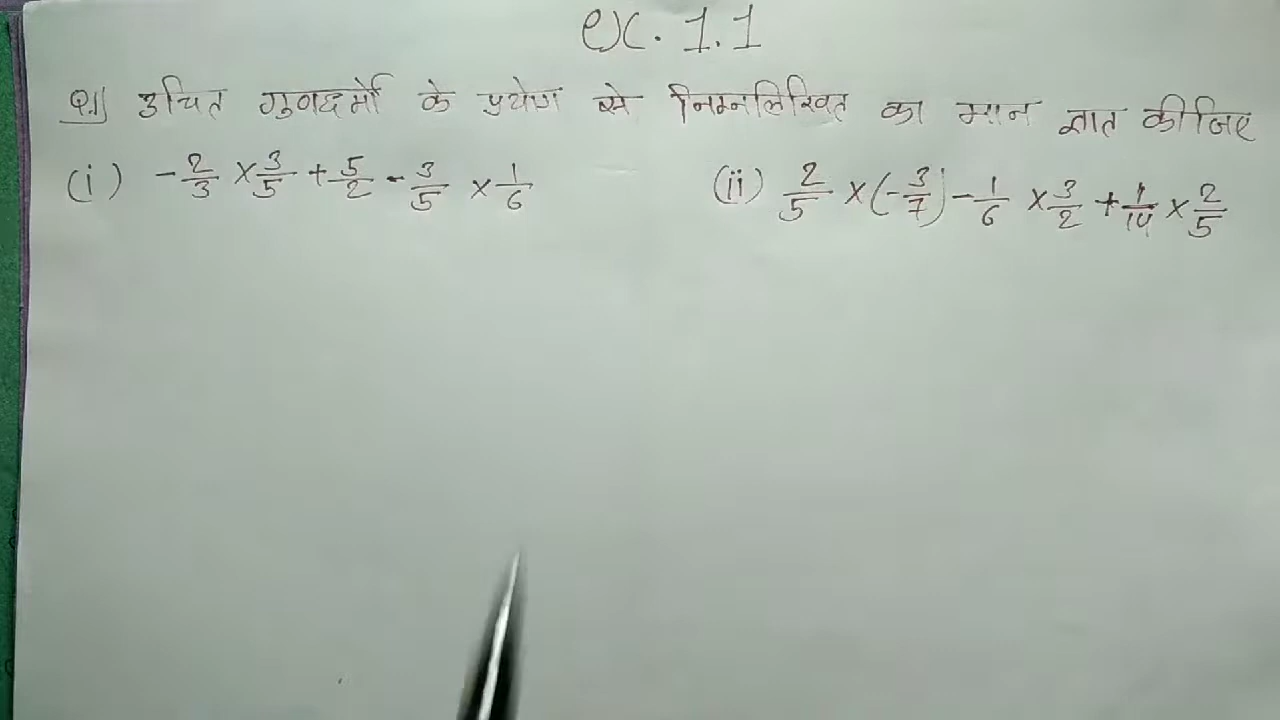 ex. 1.1
Q1) उचित गुणधर्मो के प्रयोग से निम्नलिखित का मान ज्ञात कीजिए
(i) -2/3 × 3/5 + 5/2 - 3/5 × 1/6 (ii) 2/5 × (-3/7) - 1/6 × 3/2 + 1/14 × 2/5